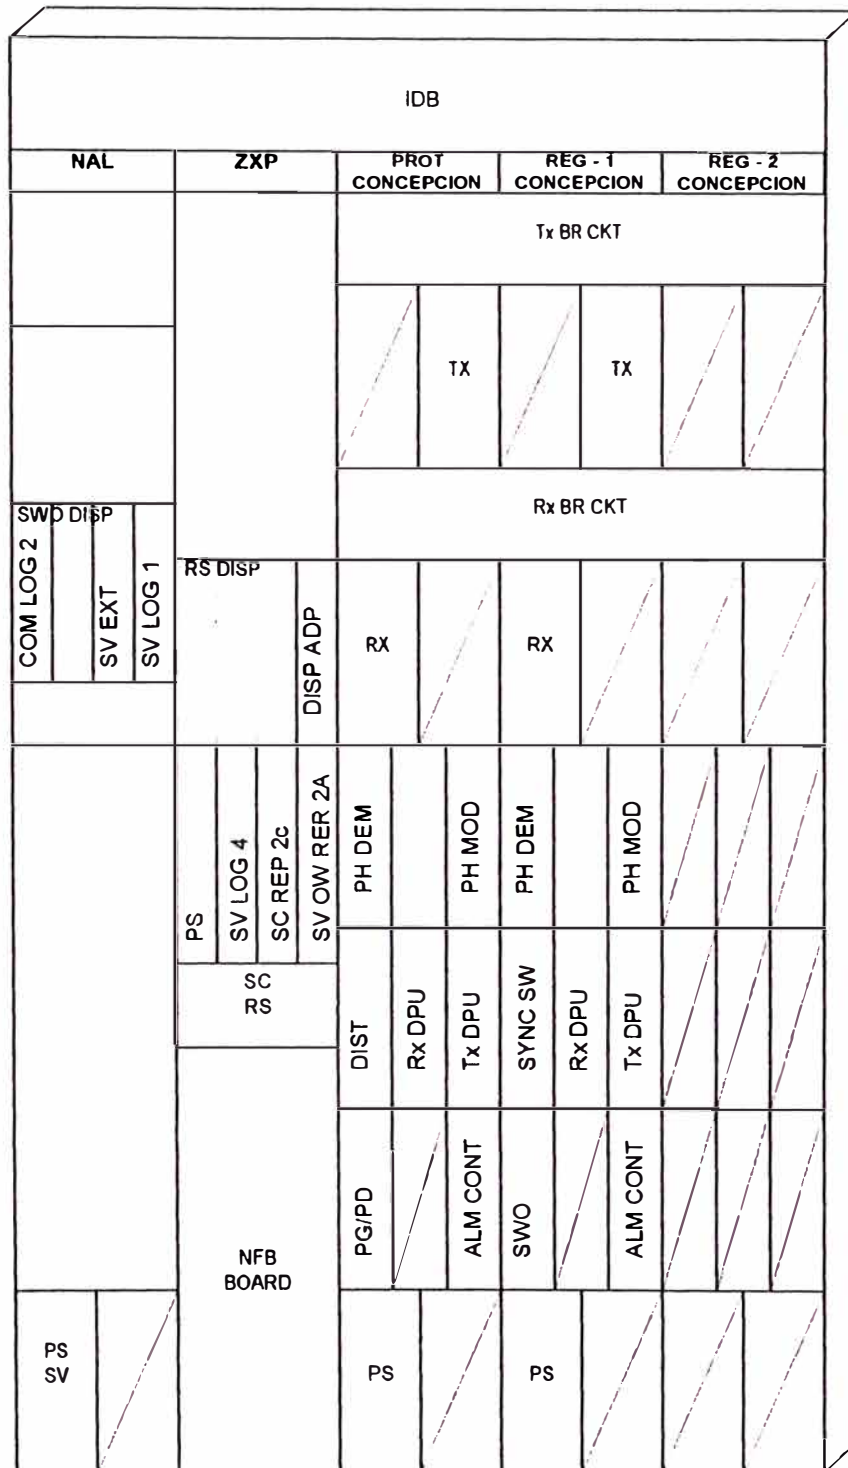 IDB
NAL
ZXP
PROT
CONCEPCION
REG - 1
CONCEPCION
REG - 2
CONCEPCION
Tx BR CKT
TX
TX
Rx BR CKT
SWO DISP
COM LOG 2
SV EXT
SV LOG 1
RS DISP
DISP ADP
RX
RX
PS
SV LOG 4
SC REP 2c
SV OW RER 2A
PH DEM
PH MOD
PH DEM
PH MOD
SC
RS
DIST
Rx DPU
Tx DPU
SYNC SW
Rx DPU
Tx DPU
NFB
BOARD
PG/PD
ALM CONT
SWO
ALM CONT
PS
SV
PS
PS